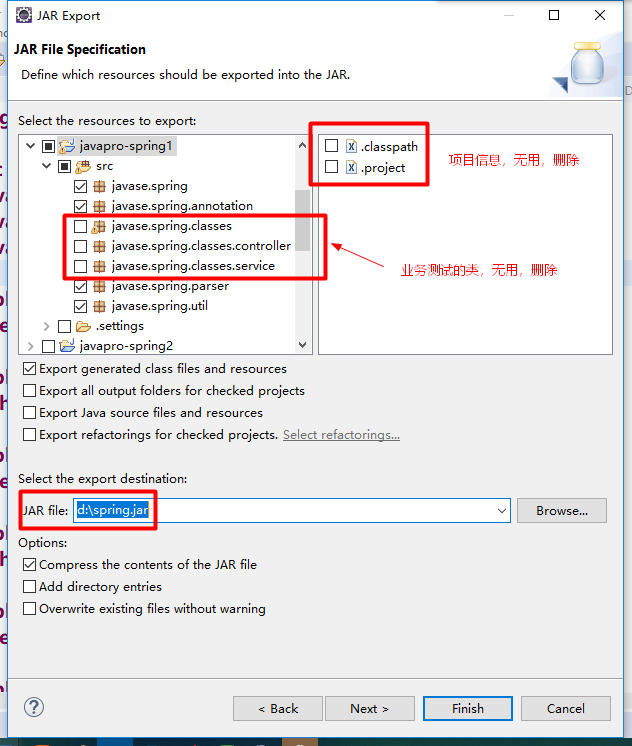 JAR Export
JAR File Specification
Define which resources should be exported into the JAR.
Select the resources to export:
javapro-spring1
src
javase.spring
javase.spring.annotation
javase.spring.classes
javase.spring.classes.controller
javase.spring.classes.service
javase.spring.parser
javase.spring.util
.settings
javapro-spring2
.classpath
.project
项目信息，无用，删除
业务测试的类，无用，删除
Export generated class files and resources
Export all output folders for checked projects
Export Java source files and resources
Export refactorings for checked projects. Select refactorings...
Select the export destination:
JAR file: d:\spring.jar Browse...
Options:
Compress the contents of the JAR file
Add directory entries
Overwrite existing files without warning
? < Back Next > Finish Cancel